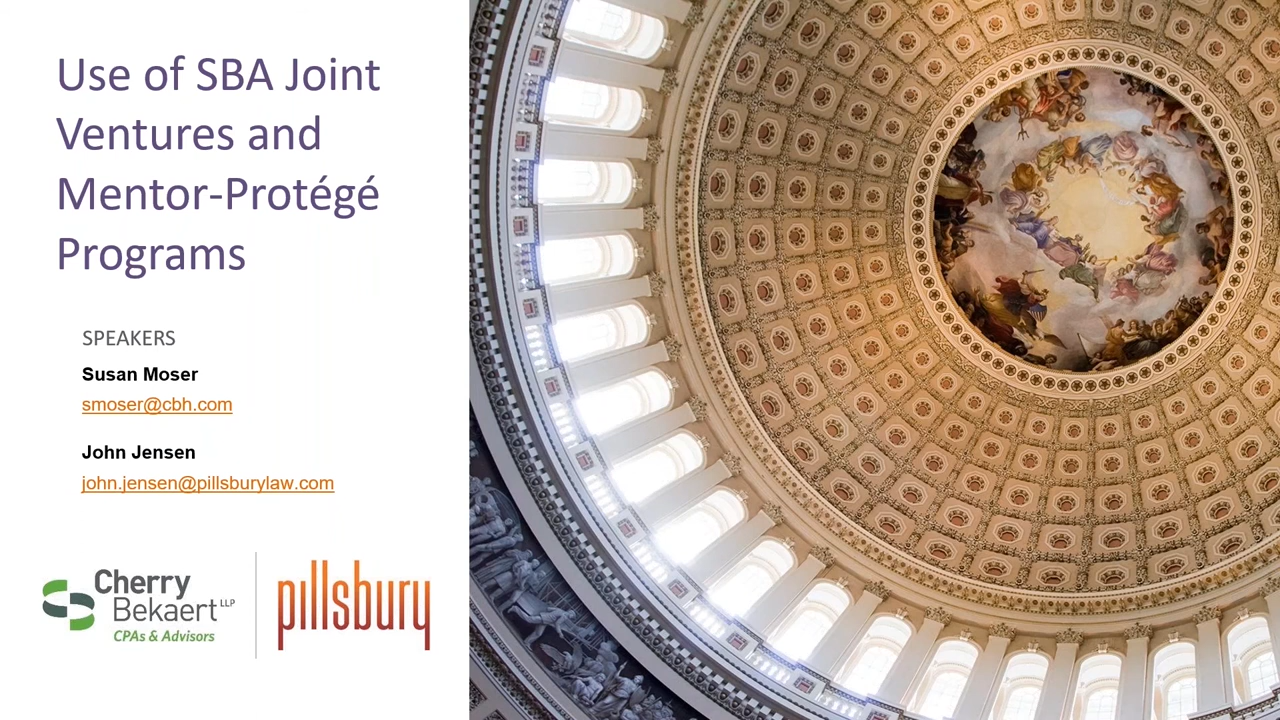 Use of SBA Joint
Ventures and
Mentor-Protégé
Programs
SPEAKERS
Susan Moser
smoser@cbh.com
John Jensen
john.jensen@pillsburylaw.com
Cherry
Bekaert LLP
CPAs & Advisors
pillsbury